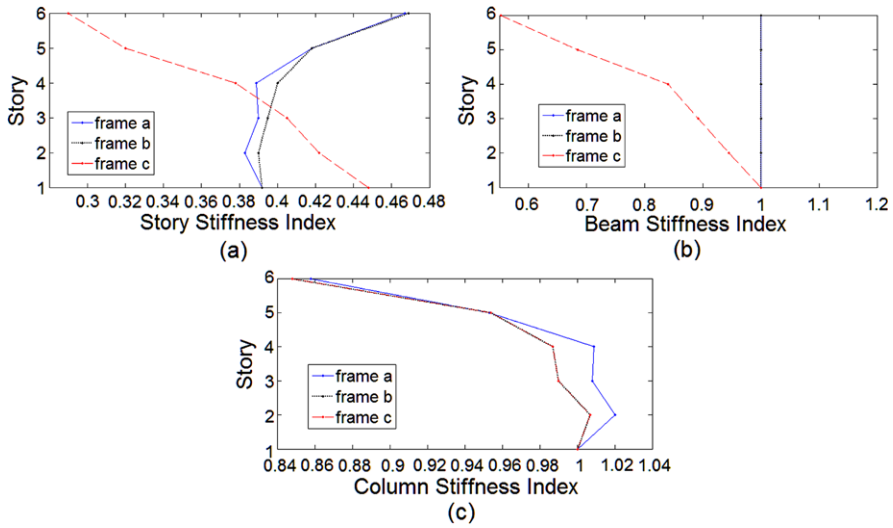 6
5
4
3
2
1
Story
frame a
frame b
frame c
0.3 0.32 0.34 0.36 0.38 0.4 0.42 0.44 0.46 0.48
Story Stiffness Index
(a)
6
5
4
3
2
1
Story
frame a
frame b
frame c
0.6 0.7 0.8 0.9 1 1.1 1.2
Beam Stiffness Index
(b)
6
5
4
3
2
1
Story
frame a
frame b
frame c
0.84 0.86 0.88 0.9 0.92 0.94 0.96 0.98 1 1.02 1.04
Column Stiffness Index
(c)